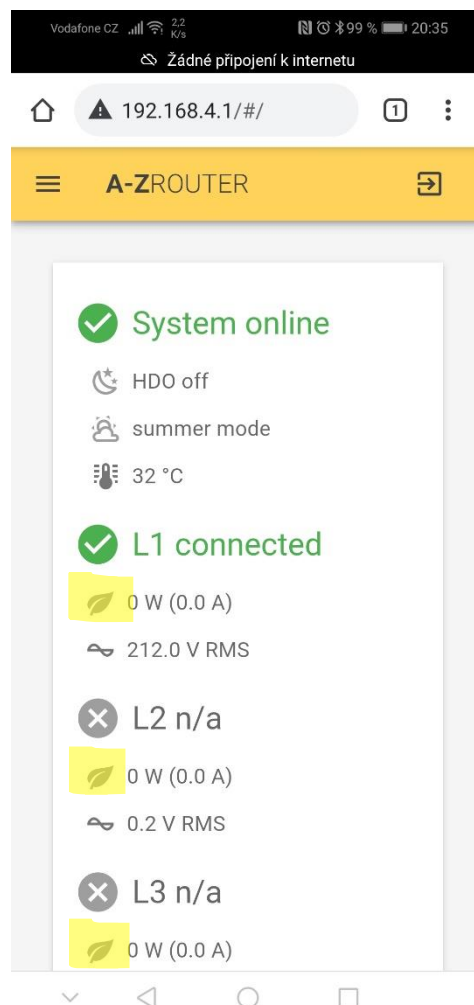 Vodafone CZ 2,2 K/s 99 % 20:35
Žádné připojení k internetu
192.168.4.1/#/ 1
A-ZROUTER
System online
HDO off
summer mode
32 °C
L1 connected
0 W (0.0 A)
212.0 V RMS
L2 n/a
0 W (0.0 A)
0.2 V RMS
L3 n/a
0 W (0.0 A)